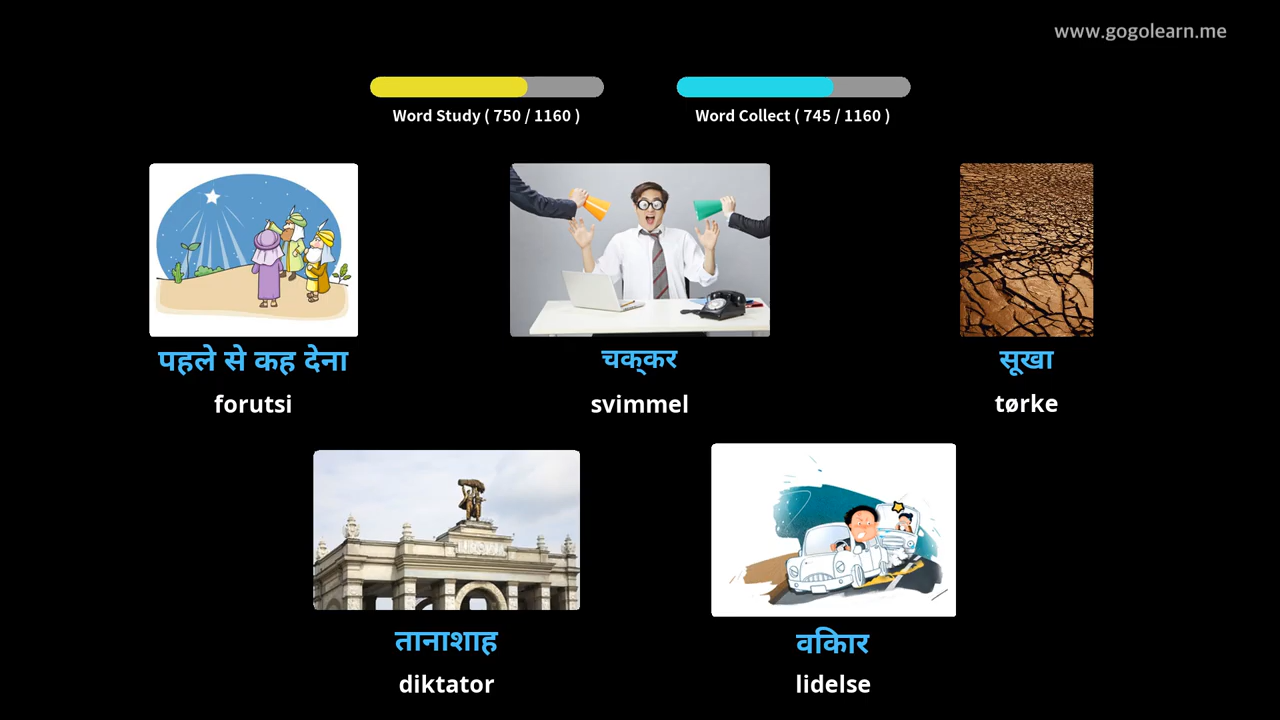 www.gogolearn.me
Word Study ( 750 / 1160 )
Word Collect ( 745 / 1160 )
पहले से कह देना
चक्कर
सूखा
forutsi
svimmel
tørke
तानाशाह
विकार
diktator
lidelse